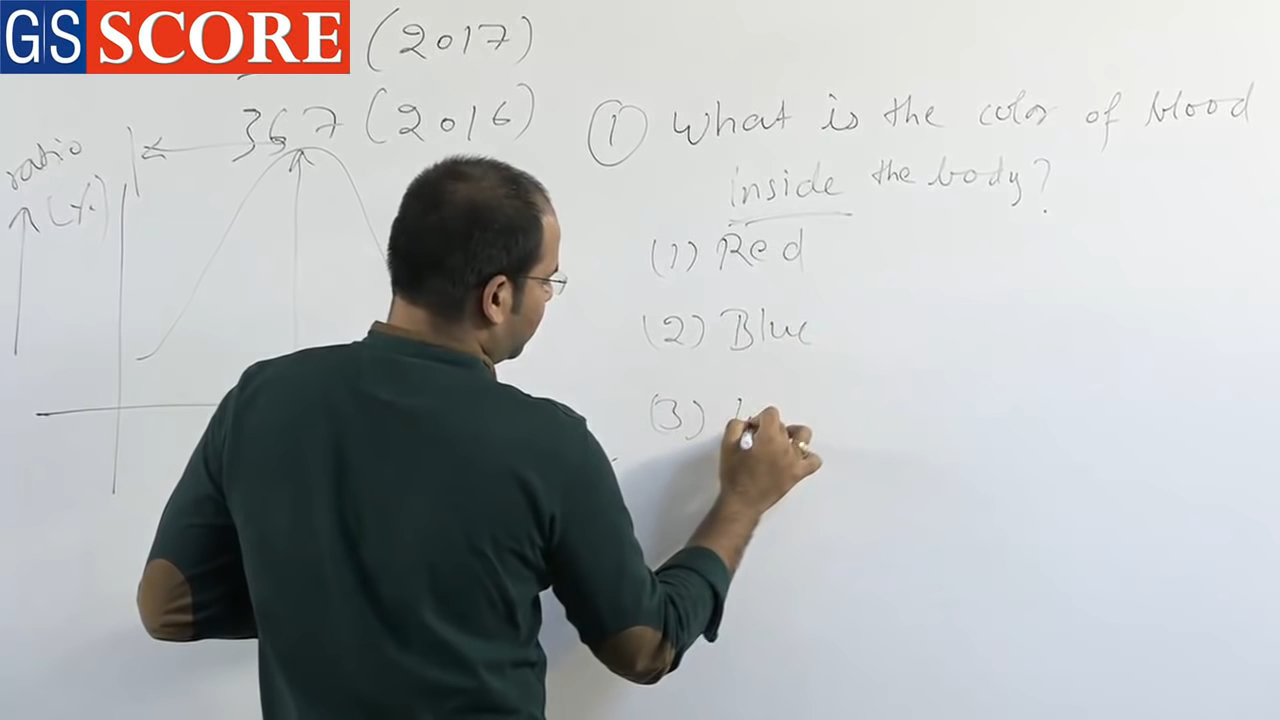 GS SCORE
(2017)
367 (2016)
ratio
(1) What is the color of blood
inside the body?
(1) Red
(2) Blue
(3)